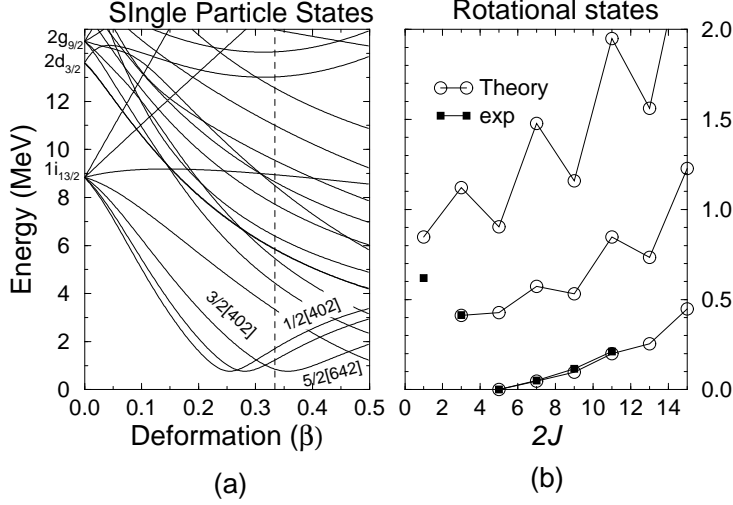 SIngle Particle States
Rotational states
2g9/2
2d3/2
1i13/2
12
10
8
6
4
2
0
Energy (MeV)
3/2[402]
1/2[402]
5/2[642]
0.0
0.1
0.2
0.3
0.4
0.5
Deformation (β)
(a)
Theory
exp
2.0
1.5
1.0
0.5
0.0
0
2
4
6
8
10
12
14
2J
(b)